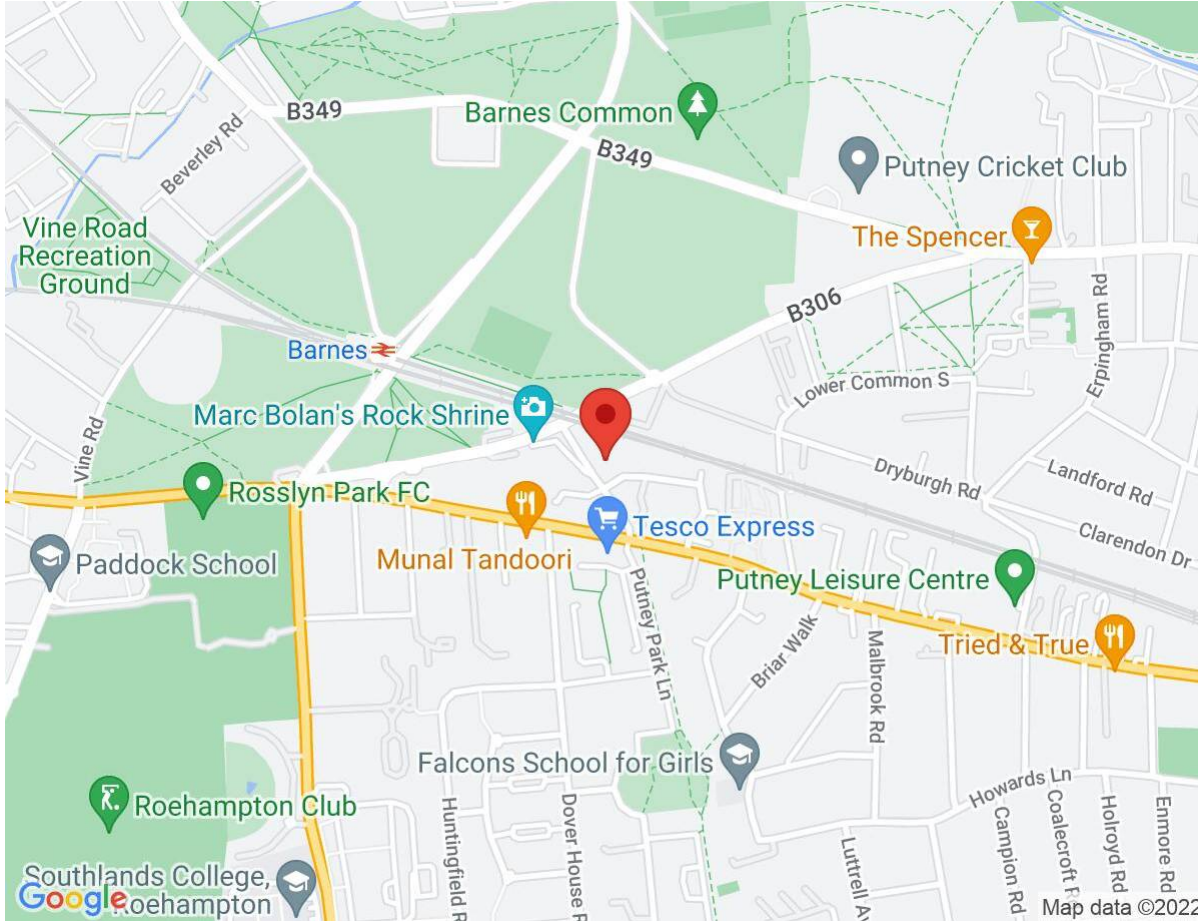 B349
Barnes Common
B349
Beverley Rd
Putney Cricket Club
Vine Road
Recreation
Ground
The Spencer
B306
Erpingham Rd
Barnes
Lower Common S
Marc Bolan's Rock Shrine
Vine Rd
Dryburgh Rd
Landford Rd
Rosslyn Park FC
Tesco Express
Clarendon Dr
Munal Tandoori
Paddock School
Putney Leisure Centre
Putney Park Ln
Briar Walk
Malbrook Rd
Tried & True
Falcons School for Girls
Howards Ln
Roehampton Club
Huntingfield R
Dover House R
Campion Rd
Coalecroft R
Holroyd Rd
Enmore Rd
Luttrell Av
Southlands College,
Roehampton
Google
Map data ©2022